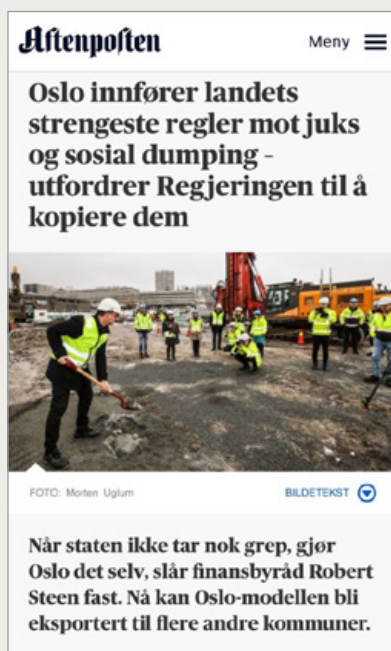 Aftenposten
Meny
Oslo innfører landets
strengeste regler mot juks
og sosial dumping –
utfordrer Regjeringen til å
kopiere dem
FOTO: Morten Uglum
BILDETEKST
Når staten ikke tar nok grep, gjør
Oslo det selv, slår finansbyråd Robert
Steen fast. Nå kan Oslo-modellen bli
eksportert til flere andre kommuner.